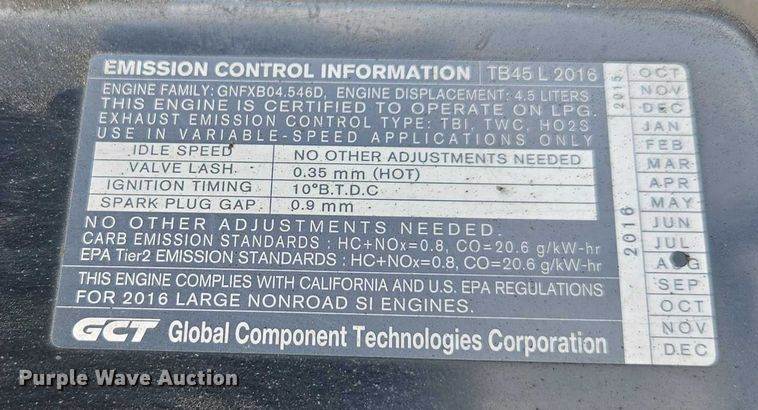 EMISSION CONTROL INFORMATION TB45 L 2016
ENGINE FAMILY: GNFXB04.546D, ENGINE DISPLACEMENT: 4.5 LITERS
THIS ENGINE IS CERTIFIED TO OPERATE ON LPG.
EXHAUST EMISSION CONTROL TYPE: TBI, TWC, HO2S
USE IN VARIABLE-SPEED APPLICATIONS ONLY
IDLE SPEED NO OTHER ADJUSTMENTS NEEDED
VALVE LASH 0.35 mm (HOT)
IGNITION TIMING 10°B.T.D.C
SPARK PLUG GAP 0.9 mm
NO OTHER ADJUSTMENTS NEEDED.
CARB EMISSION STANDARDS : HC+NOx=0.8, CO=20.6 g/kW-hr
EPA Tier2 EMISSION STANDARDS : HC+NOx=0.8, CO=20.6 g/kW-hr
THIS ENGINE COMPLIES WITH CALIFORNIA AND U.S. EPA REGULATIONS
FOR 2016 LARGE NONROAD SI ENGINES.
GCT Global Component Technologies Corporation
2015
OCT
NOV
DEC
2016
JAN
FEB
MAR
APR
MAY
JUN
JUL
AUG
SEP
OCT
NOV
DEC
Purple Wave Auction